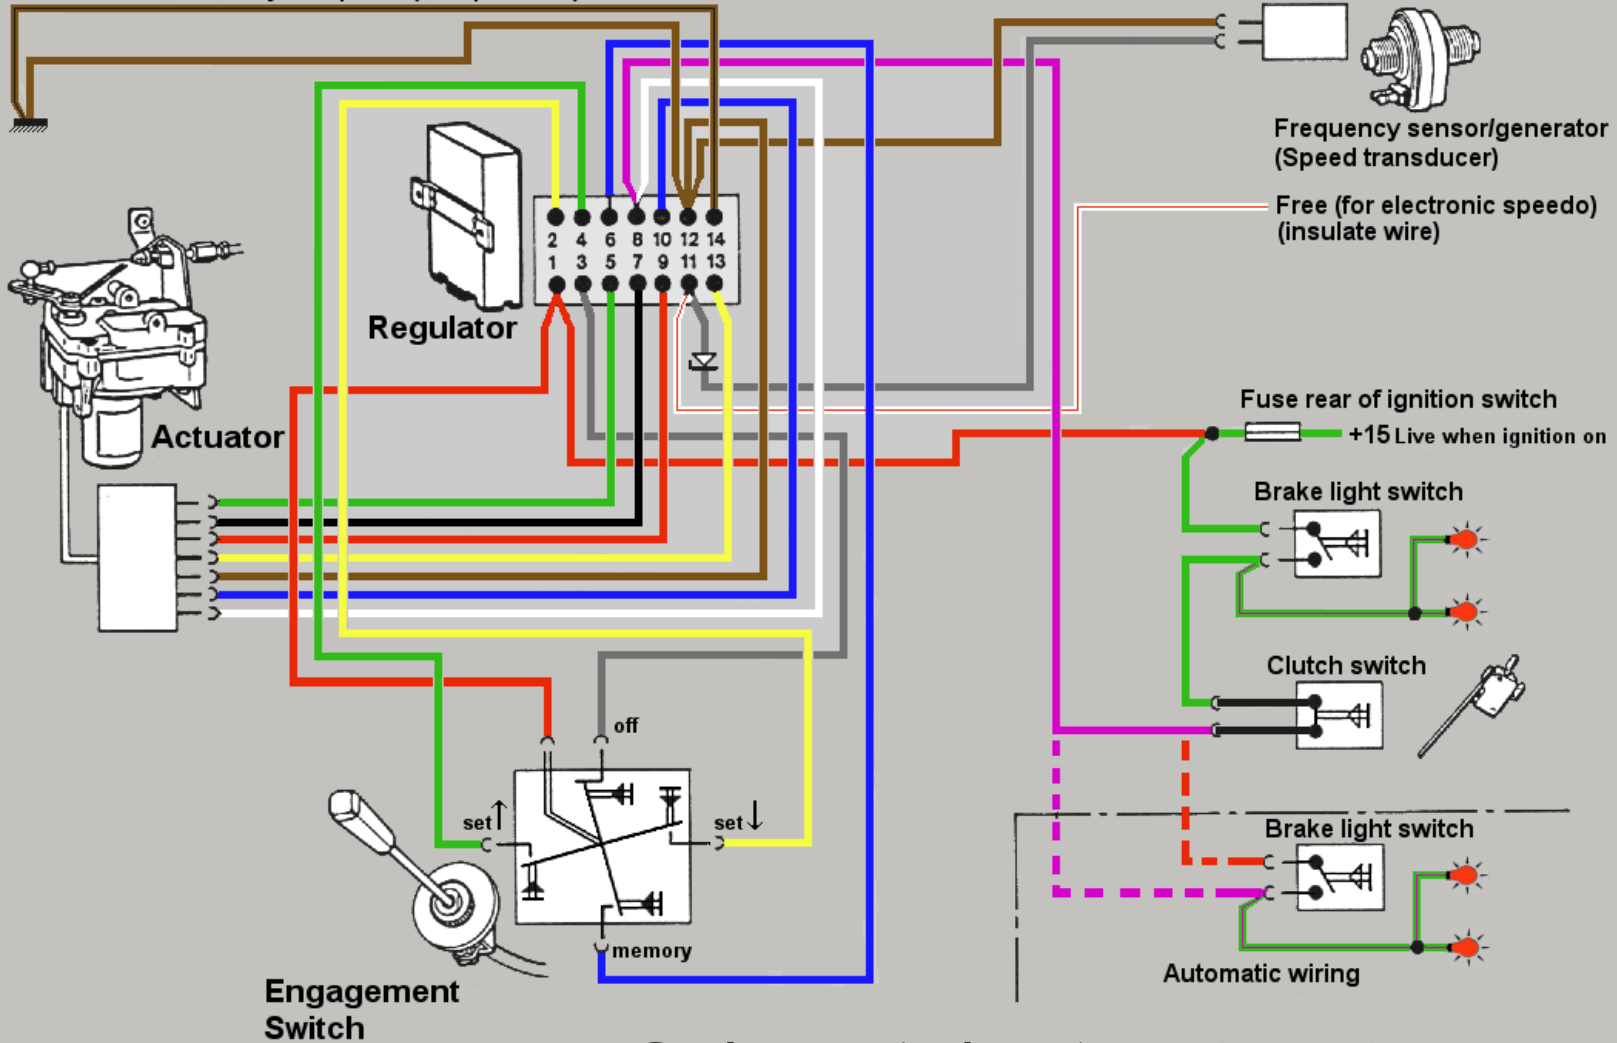 Frequency sensor/generator
(Speed transducer)
Free (for electronic speedo)
(insulate wire)
2 4 6 8 10 12 14
1 3 5 7 9 11 13
Regulator
Actuator
Fuse rear of ignition switch
+15 Live when ignition on
Brake light switch
Clutch switch
off
set↑
set↓
memory
Engagement
Switch
Brake light switch
Automatic wiring